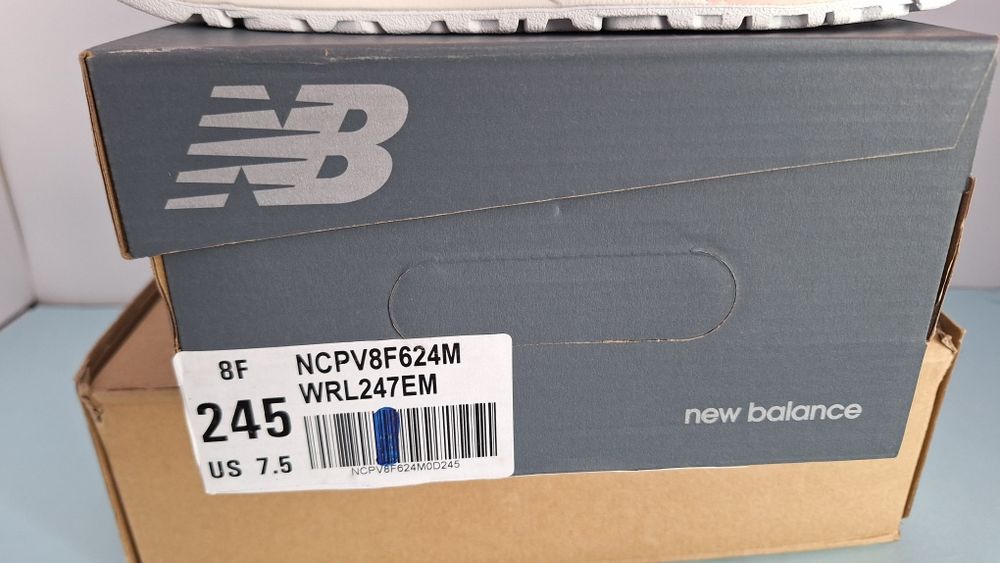 NB
8F
NCPV8F624M
WRL247EM
245
US 7.5
NCPV8F624M0D245
new balance